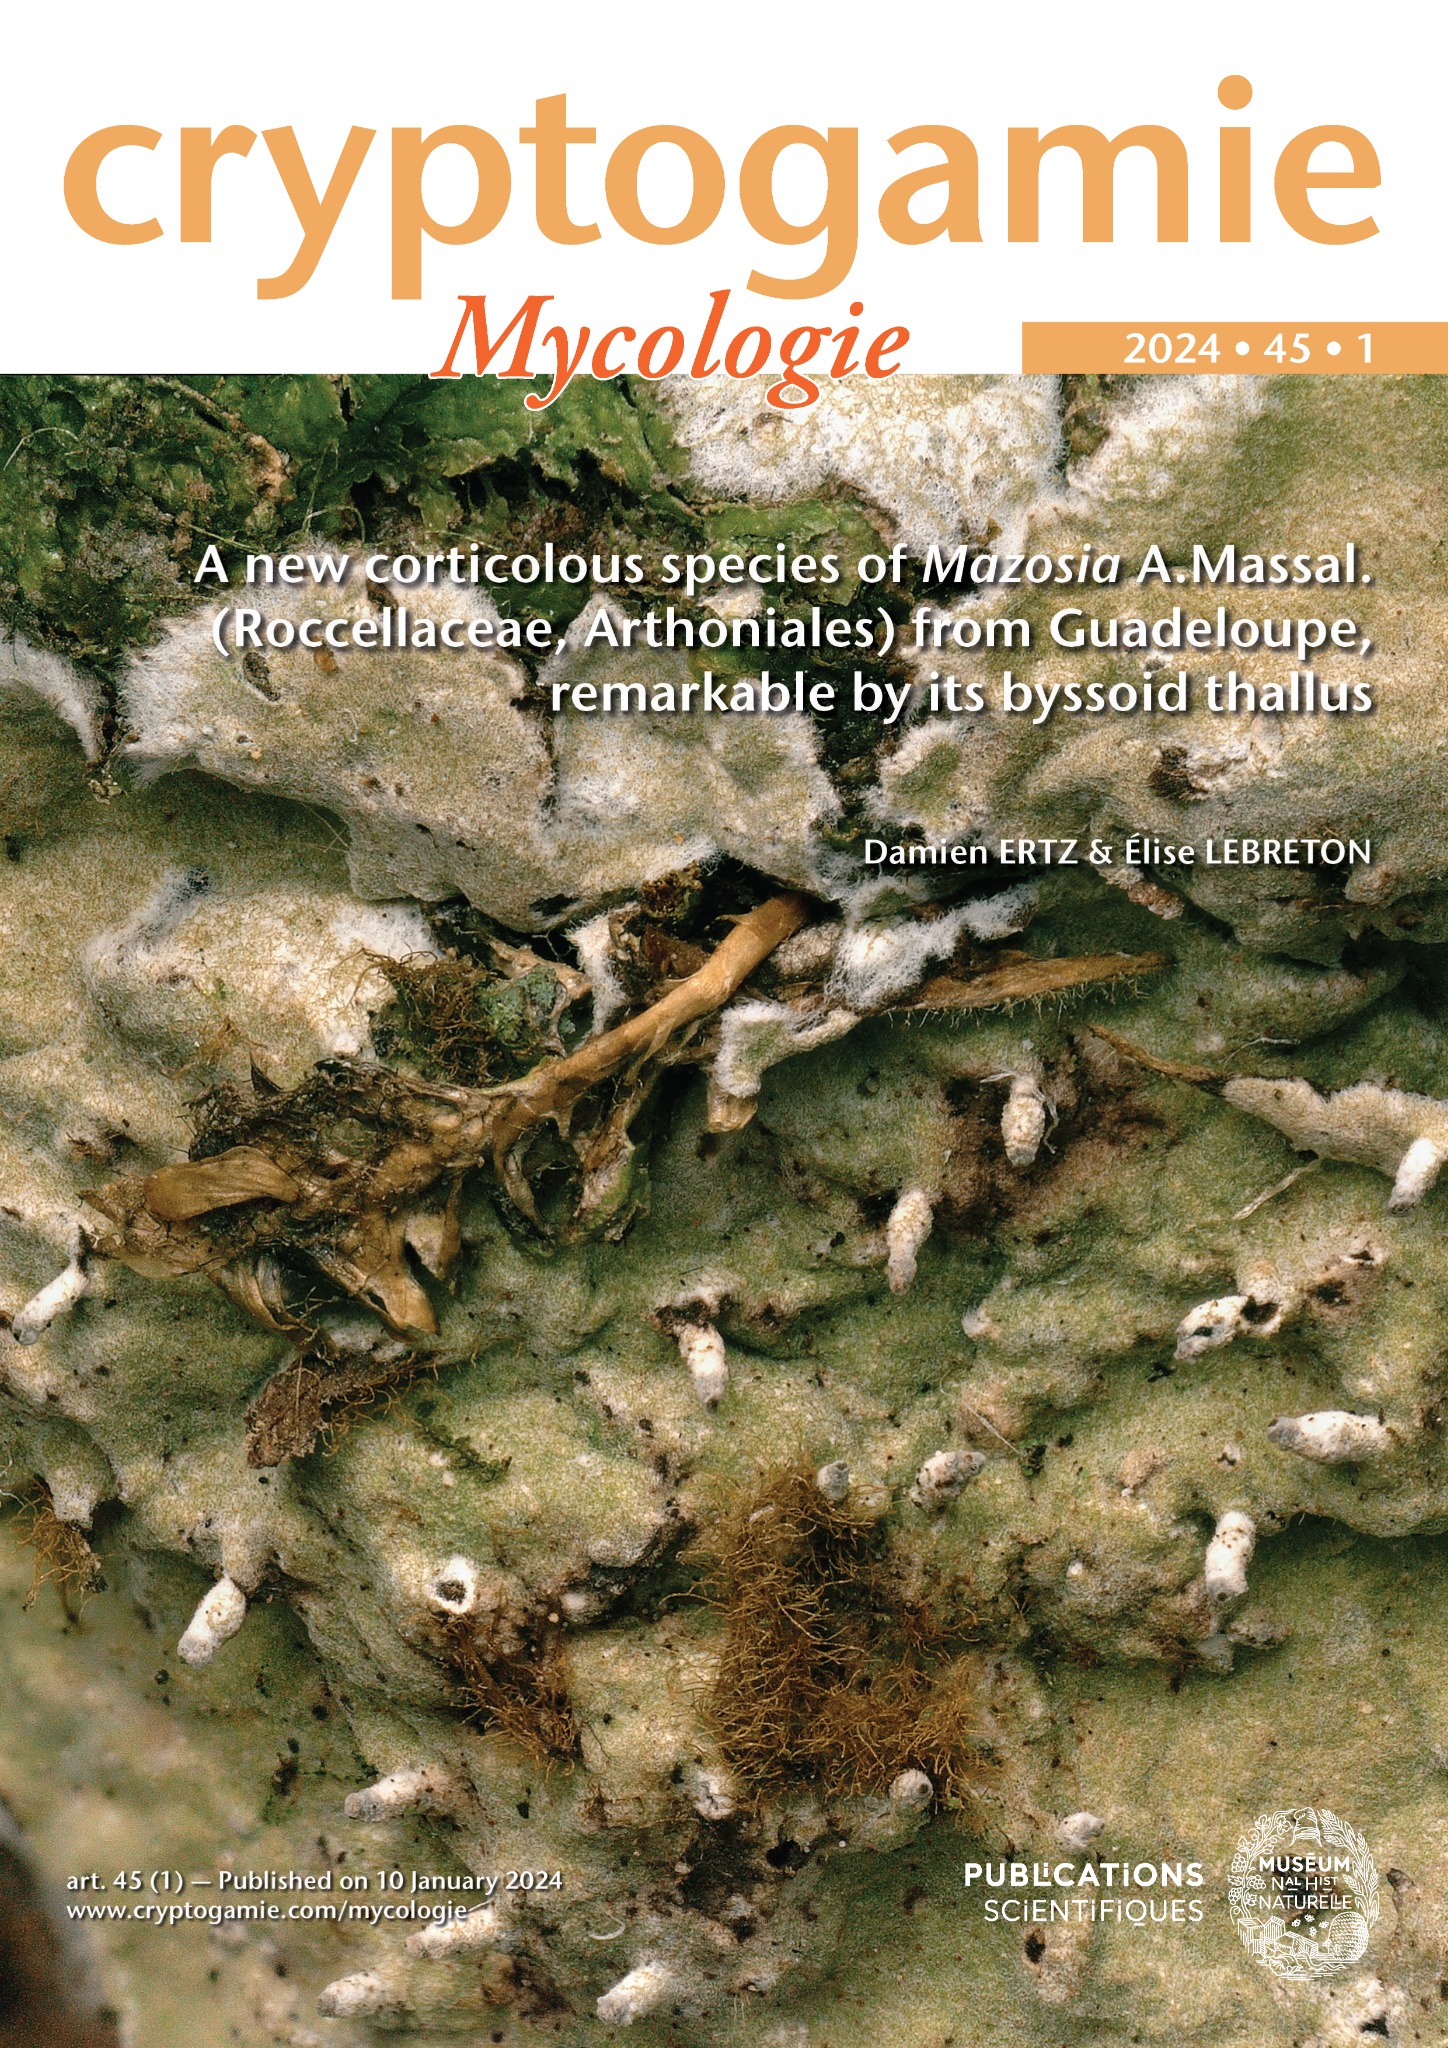 cryptogamie
Mycologie
2024 • 45 • 1
A new corticolous species of Mazosia A.Massal.
(Roccellaceae, Arthoniales) from Guadeloupe,
remarkable by its byssoid thallus
Damien ERTZ & Élise LEBRETON
art. 45 (1) — Published on 10 January 2024
www.cryptogamie.com/mycologie
PUBLiCATiONS
SCiENTiFiQUES
MUSÉUM
NAL HIST
NATURELLE